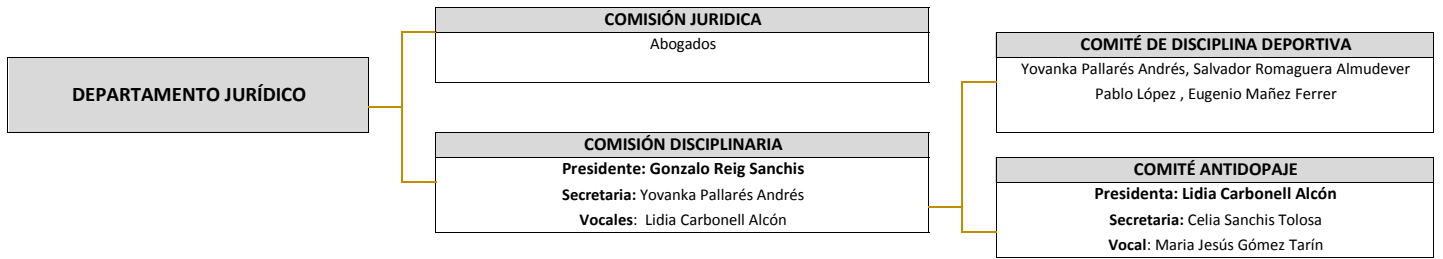 DEPARTAMENTO JURÍDICO
COMISIÓN JURIDICA
Abogados
COMISIÓN DISCIPLINARIA
Presidente: Gonzalo Reig Sanchis
Secretaria: Yovanka Pallarés Andrés
Vocales: Lidia Carbonell Alcón
COMITÉ DE DISCIPLINA DEPORTIVA
Yovanka Pallarés Andrés, Salvador Romaguera Almudever
Pablo López , Eugenio Mañez Ferrer
COMITÉ ANTIDOPAJE
Presidenta: Lidia Carbonell Alcón
Secretaria: Celia Sanchis Tolosa
Vocal: Maria Jesús Gómez Tarín